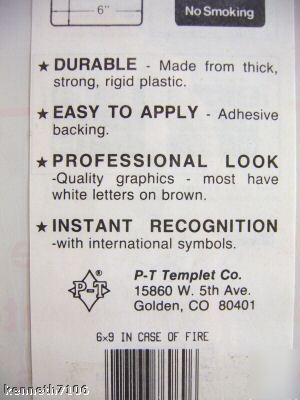 6"
No Smoking
★ DURABLE - Made from thick,
strong, rigid plastic.
★ EASY TO APPLY - Adhesive
backing.
★ PROFESSIONAL LOOK
-Quality graphics - most have
white letters on brown.
★ INSTANT RECOGNITION
-with international symbols.
P-T
P-T Templet Co.
15860 W. 5th Ave.
Golden, CO 80401
6×9 IN CASE OF FIRE
kenneth7106